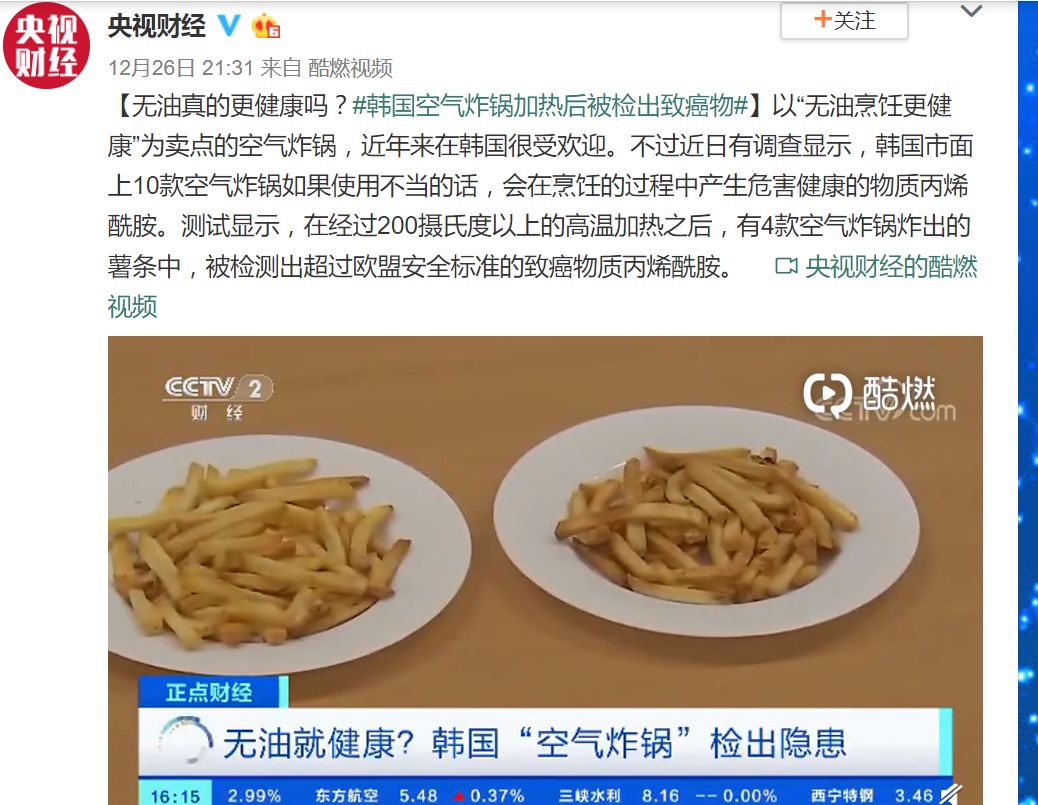 央视
财经
央视财经
+关注
12月26日 21:31 来自 酷燃视频
【无油真的更健康吗？#韩国空气炸锅加热后被检出致癌物#】以“无油烹饪更健
康”为卖点的空气炸锅，近年来在韩国很受欢迎。不过近日有调查显示，韩国市面
上10款空气炸锅如果使用不当的话，会在烹饪的过程中产生危害健康的物质丙烯
酰胺。测试显示，在经过200摄氏度以上的高温加热之后，有4款空气炸锅炸出的
薯条中，被检测出超过欧盟安全标准的致癌物质丙烯酰胺。 央视财经的酷燃
视频
CCTV 2
财 经
酷燃
CCTV.com
正点财经
无油就健康？韩国“空气炸锅”检出隐患
16:15 2.99% 东方航空 5.48 ▲0.37% 三峡水利 8.16 -- 0.00% 西宁特钢 3.46